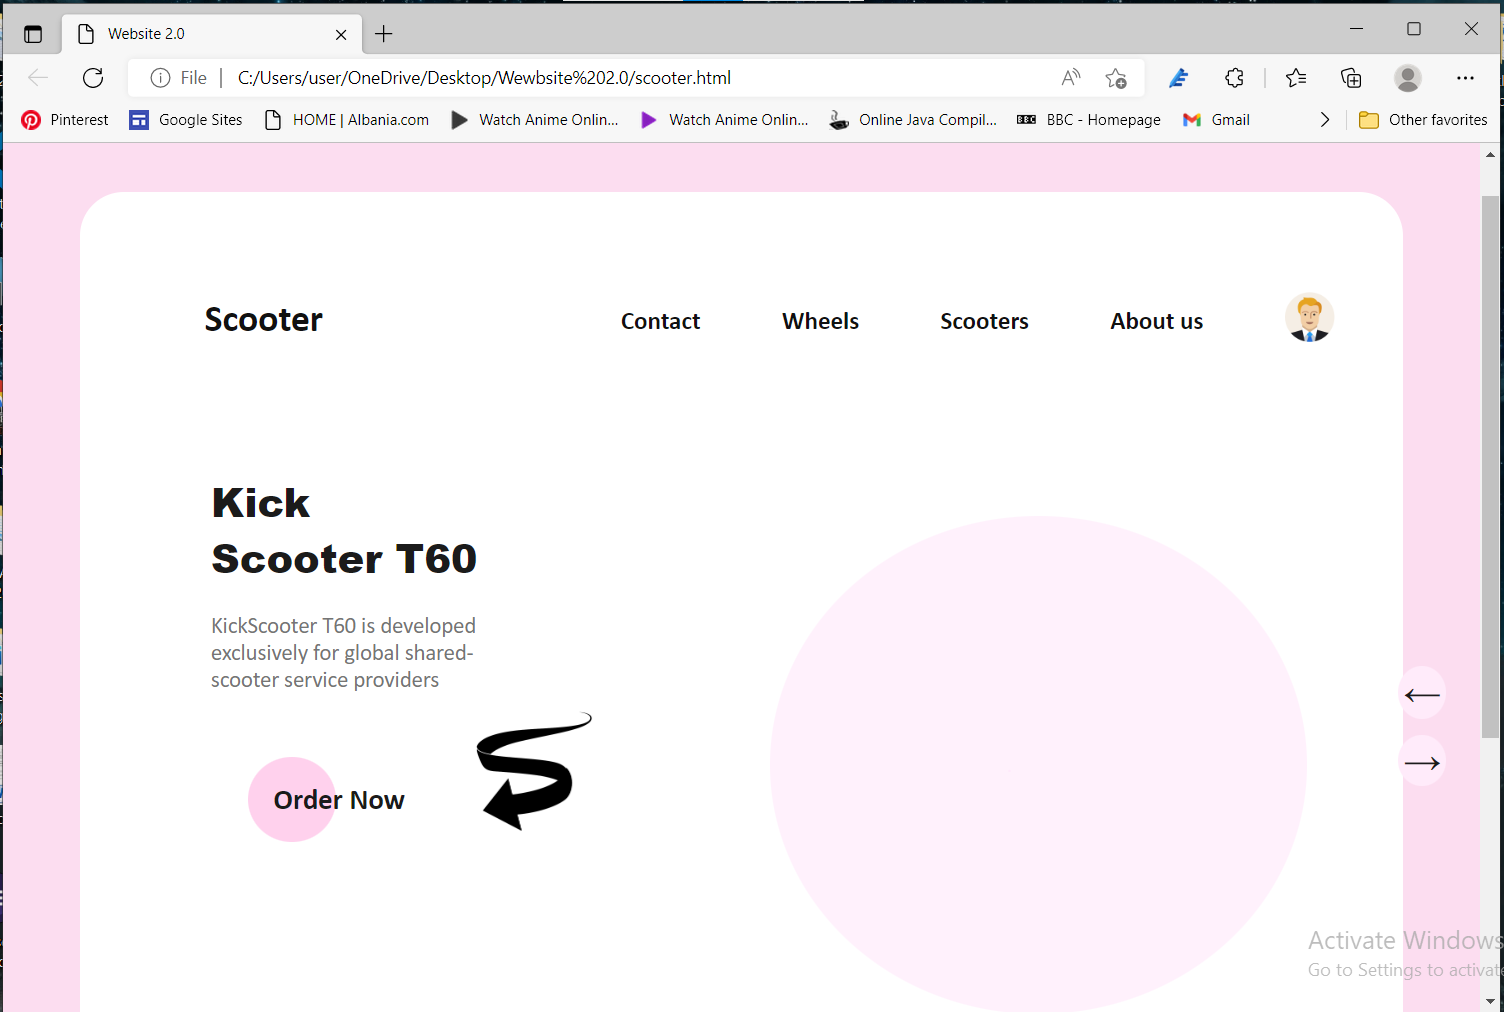 Website 2.0
File C:/Users/user/OneDrive/Desktop/Wewbsite%202.0/scooter.html
Pinterest Google Sites HOME | Albania.com Watch Anime Onlin... Watch Anime Onlin... Online Java Compil... BBC - Homepage Gmail Other favorites
Scooter Contact Wheels Scooters About us
Kick
Scooter T60
KickScooter T60 is developed
exclusively for global shared-
scooter service providers
Order Now
Activate Windows
Go to Settings to activate